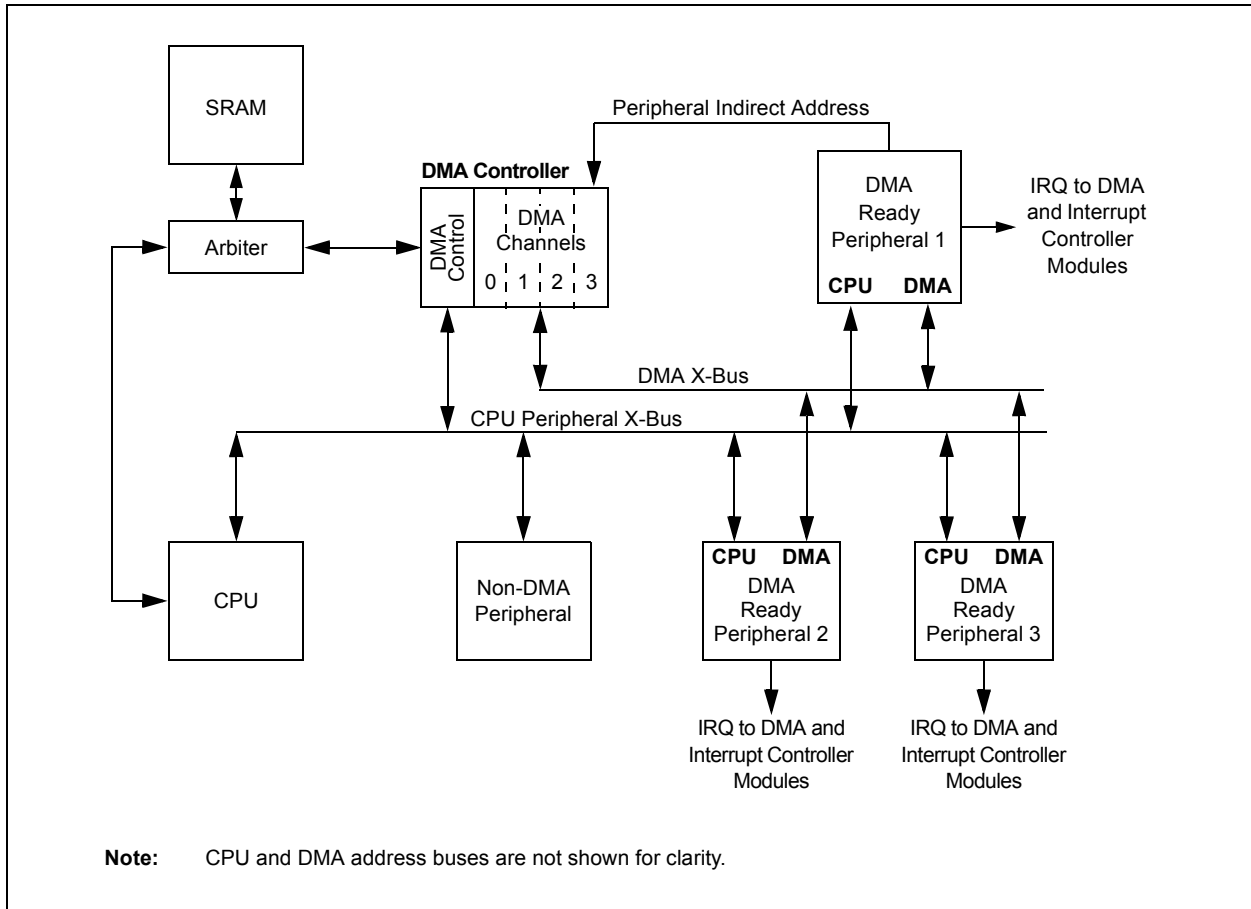 SRAM
Peripheral Indirect Address
DMA Controller
Arbiter
DMA
Control
DMA
Channels
0 1 2 3
DMA
Ready
Peripheral 1
CPU DMA
IRQ to DMA
and Interrupt
Controller
Modules
DMA X-Bus
CPU Peripheral X-Bus
CPU
Non-DMA
Peripheral
CPU DMA
DMA
Ready
Peripheral 2
CPU DMA
DMA
Ready
Peripheral 3
IRQ to DMA and
Interrupt Controller
Modules
IRQ to DMA and
Interrupt Controller
Modules
Note: CPU and DMA address buses are not shown for clarity.